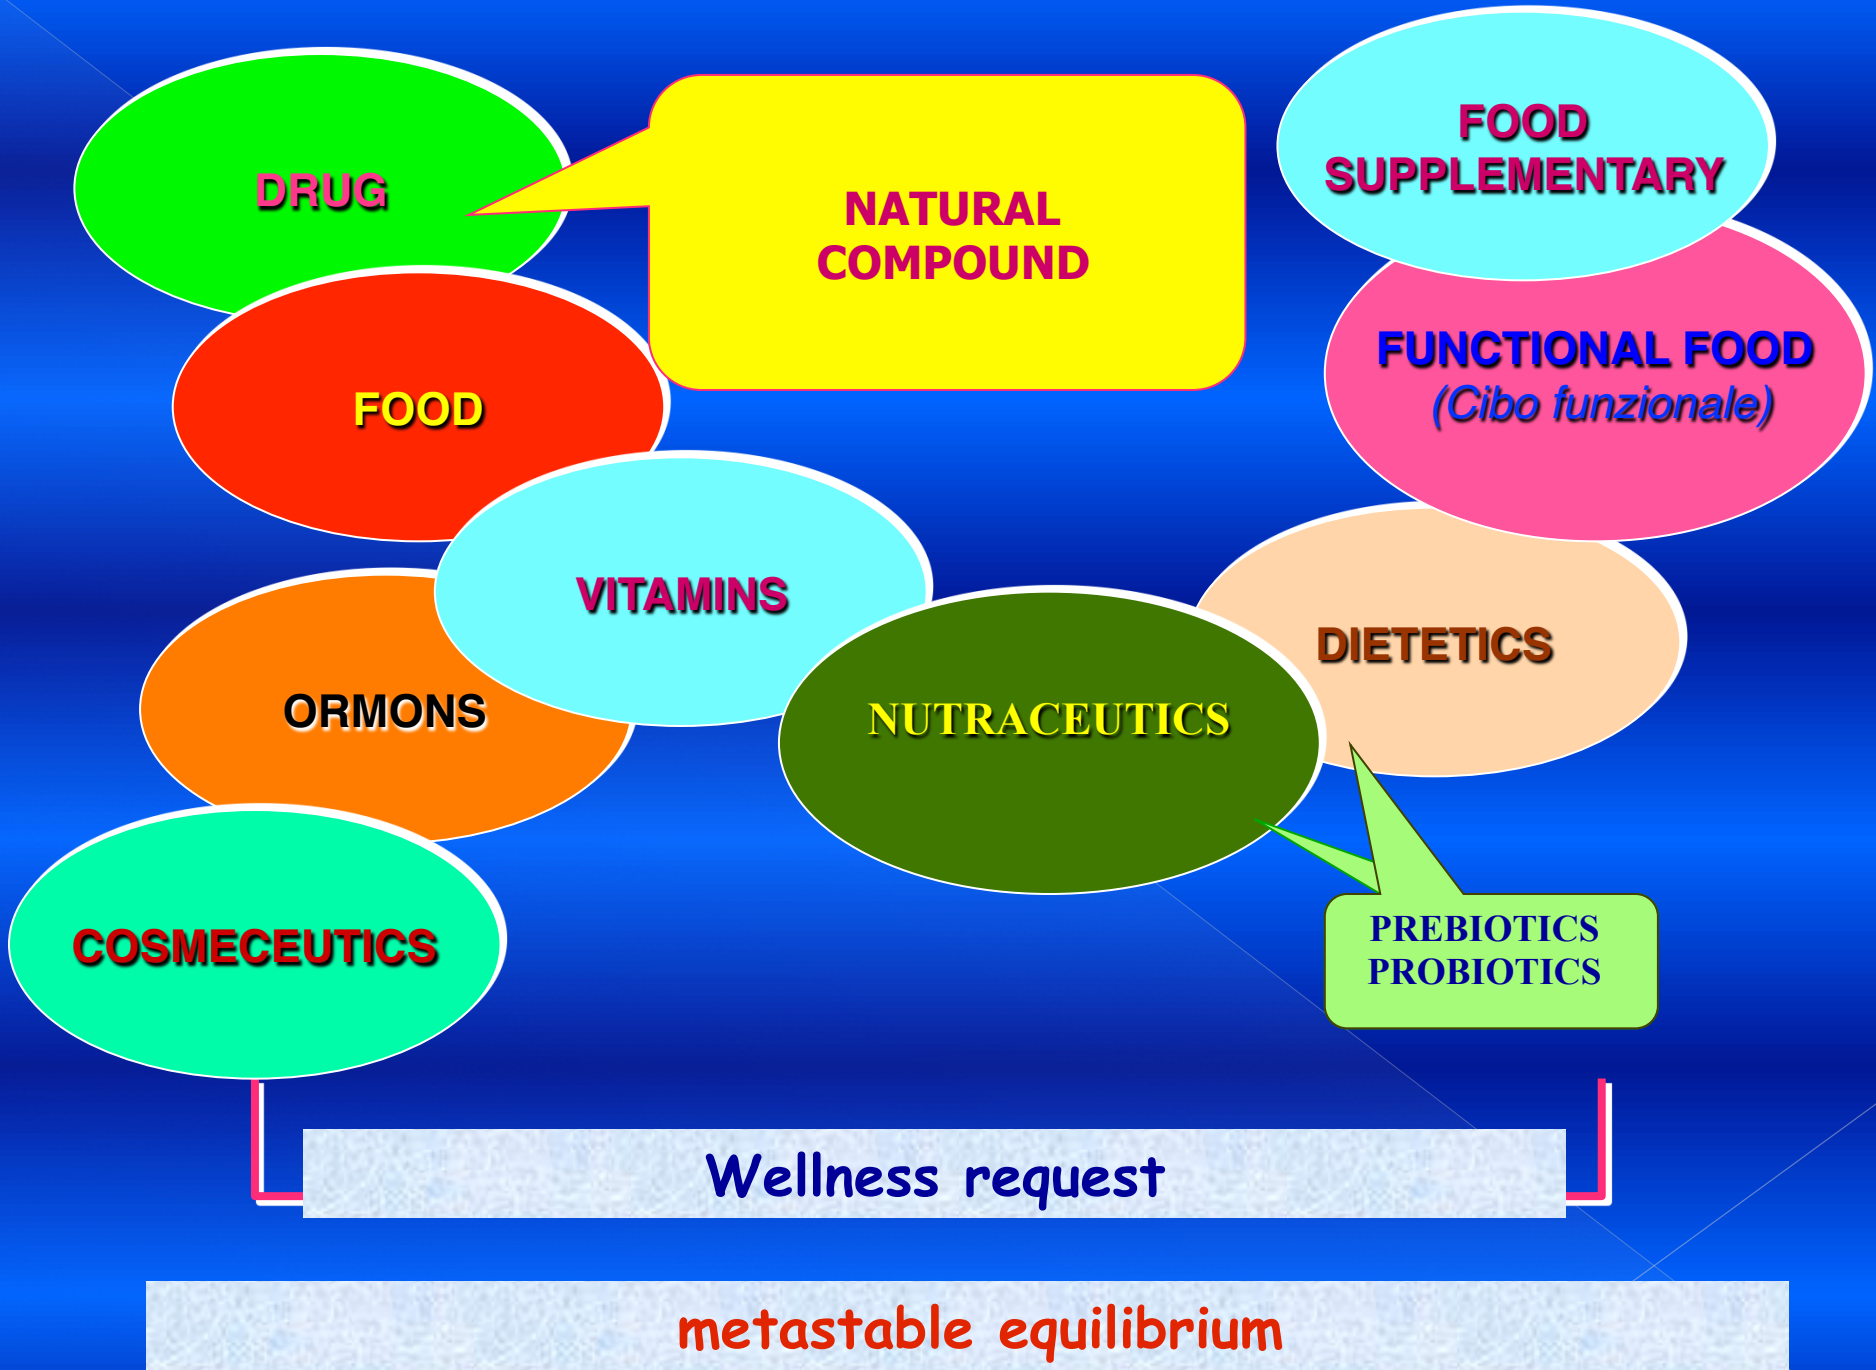 DRUG
NATURAL
COMPOUND
FOOD
SUPPLEMENTARY
FUNCTIONAL FOOD
(Cibo funzionale)
FOOD
VITAMINS
DIETETICS
ORMONS
NUTRACEUTICS
COSMECEUTICS
PREBIOTICS
PROBIOTICS
Wellness request
metastable equilibrium